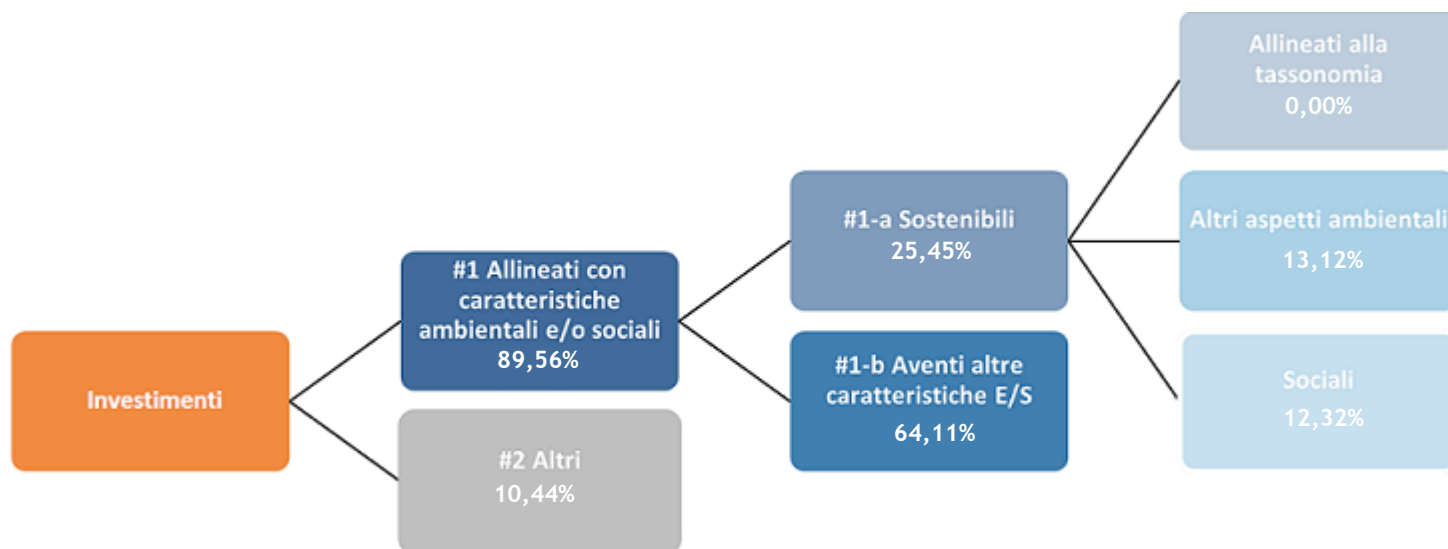 Investimenti
#1 Allineati con
caratteristiche
ambientali e/o sociali
89,56%
#2 Altri
10,44%
#1-a Sostenibili
25,45%
#1-b Aventi altre
caratteristiche E/S
64,11%
Allineati alla
tassonomia
0,00%
Altri aspetti ambientali
13,12%
Sociali
12,32%